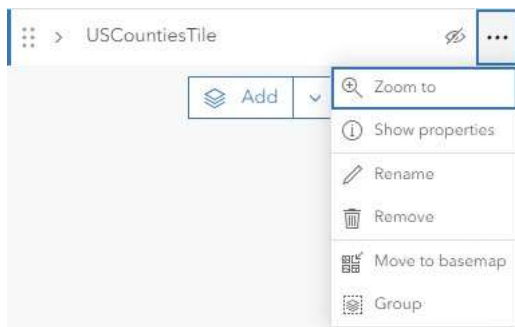 USCountiesTile
Add
Zoom to
Show properties
Rename
Remove
Move to basemap
Group